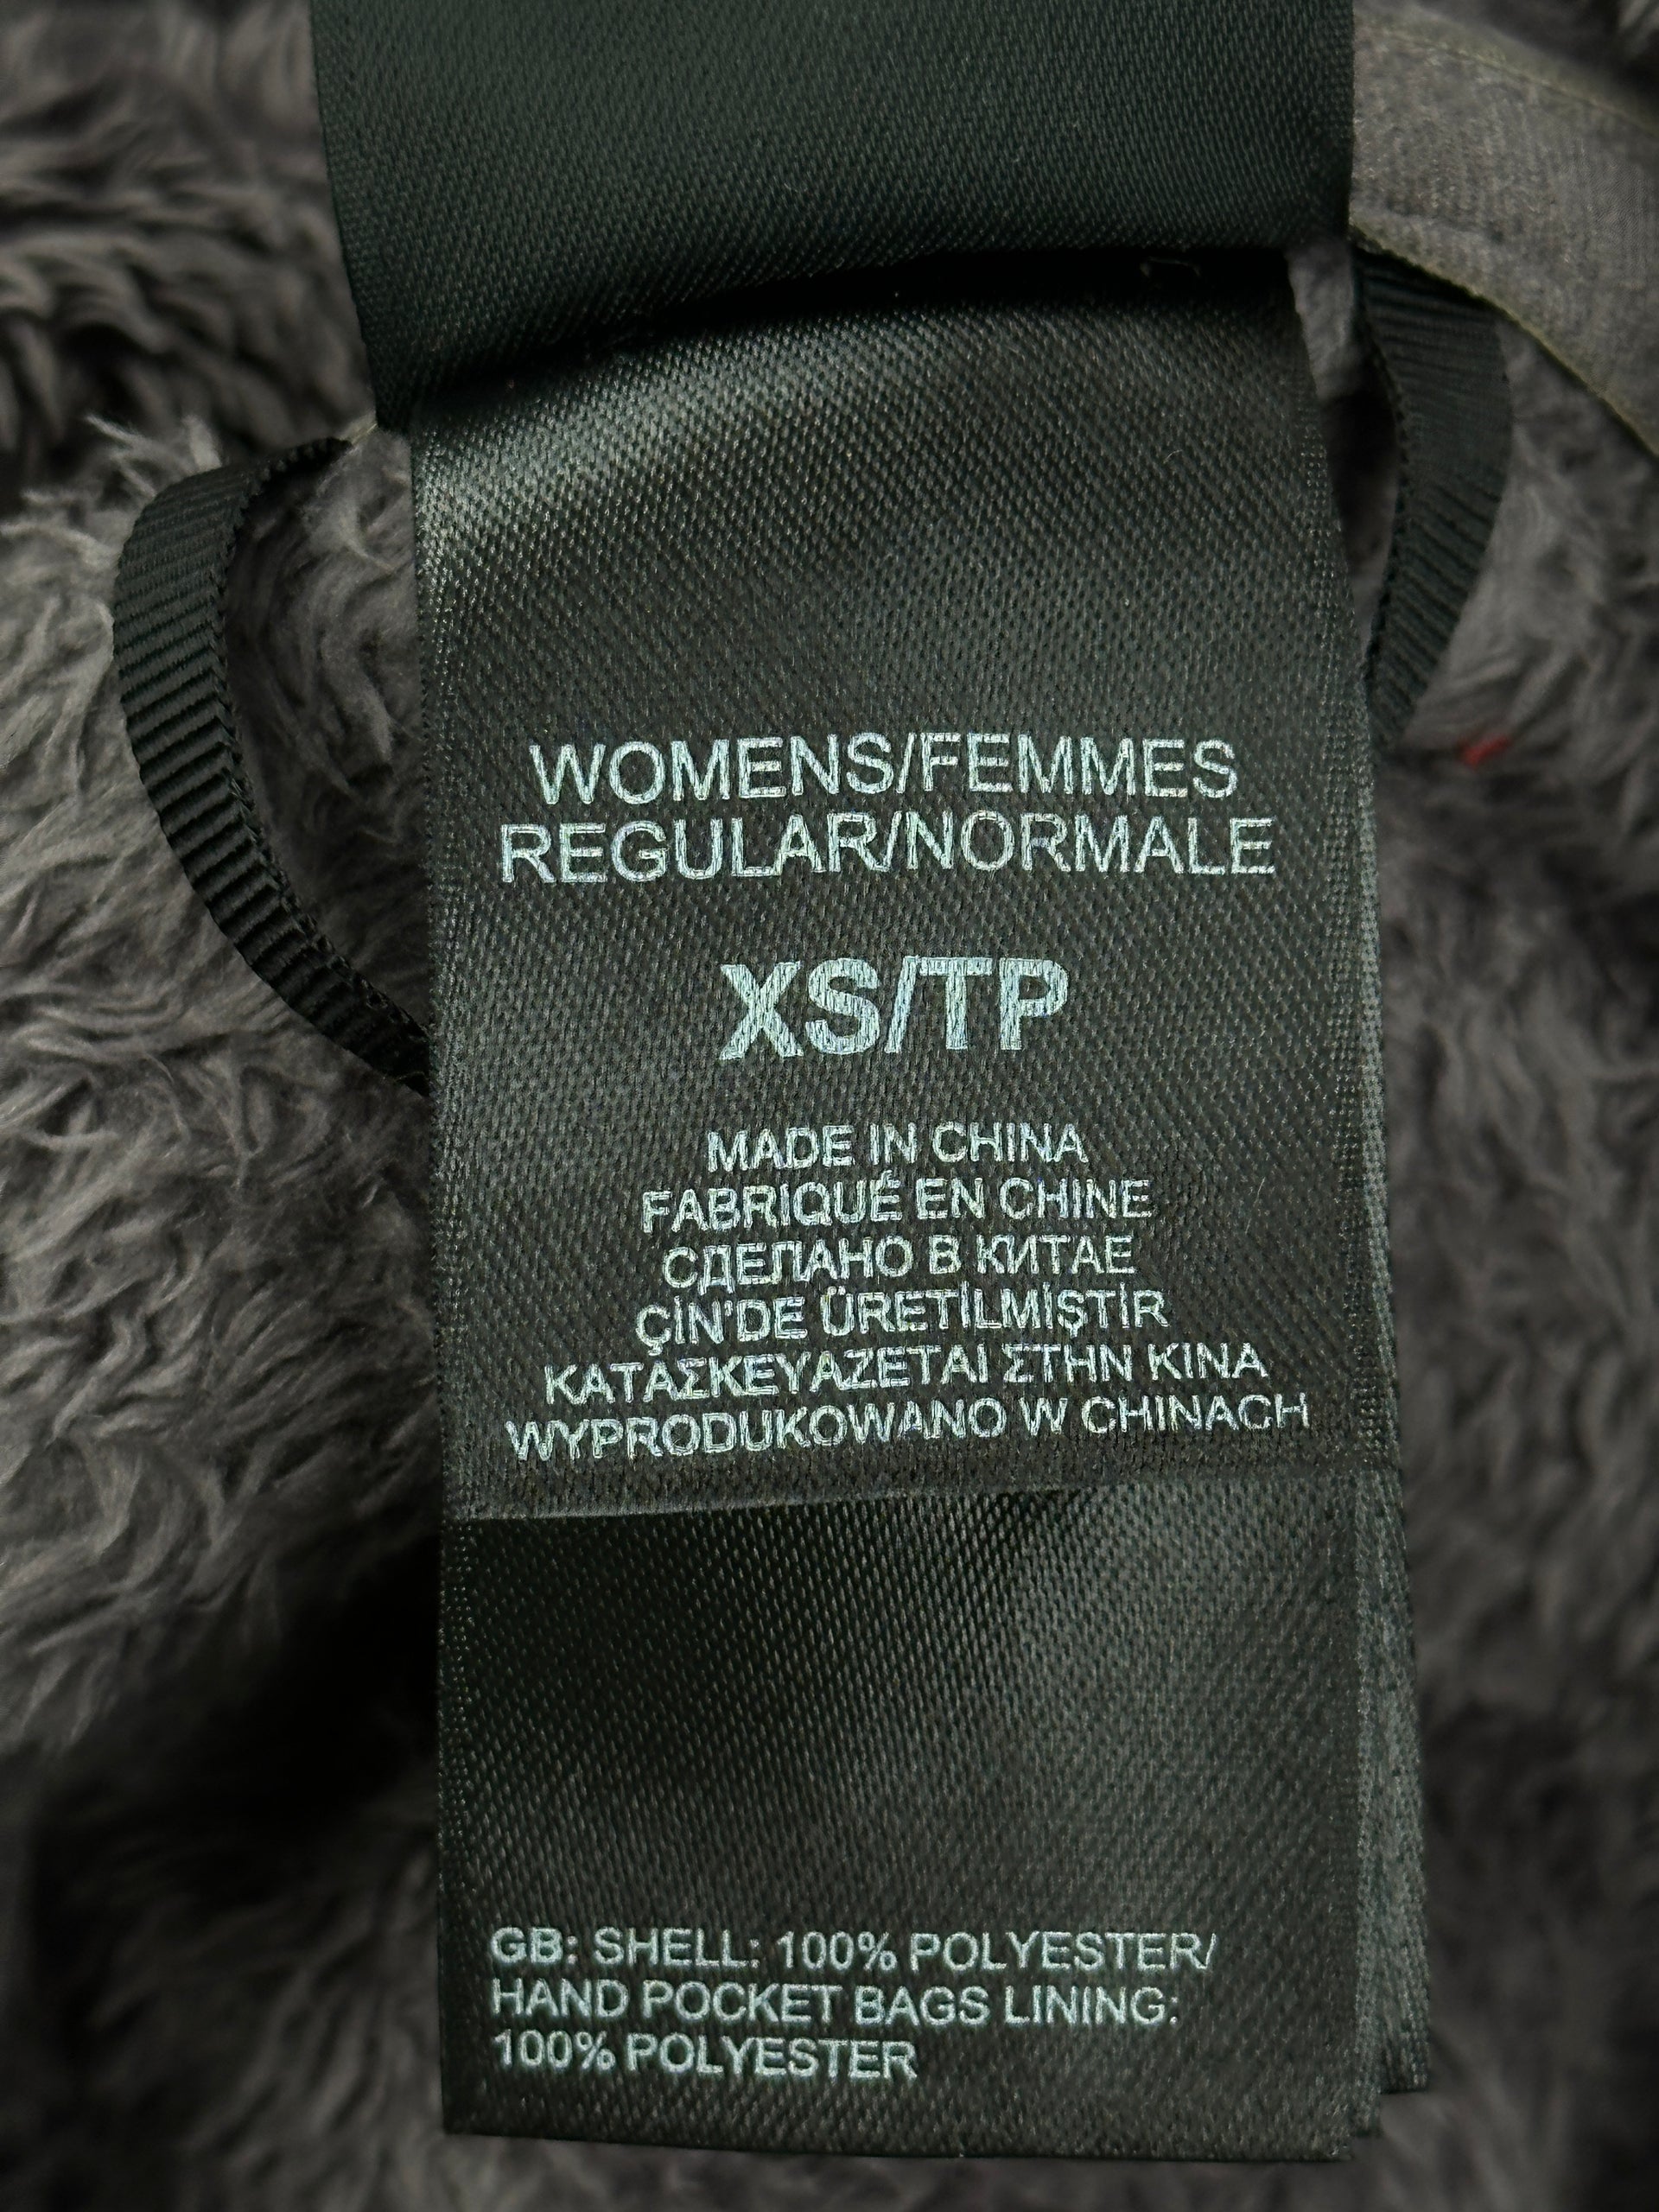 WOMENS/FEMMES
REGULAR/NORMALE
XS/TP
MADE IN CHINA
FABRIQUÉ EN CHINE
СДЕЛАНО В КИТАЕ
ÇİN'DE ÜRETİLMİŞTİR
ΚΑΤΑΣΚΕΥΑΖΕΤΑΙ ΣΤΗΝ ΚΙΝΑ
WYPRODUKOWANO W CHINACH
GB: SHELL: 100% POLYESTER/
HAND POCKET BAGS LINING:
100% POLYESTER